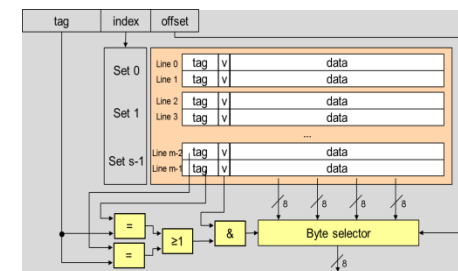 tag index offset
Set 0
Line 0 tag v data
Line 1 tag v data
Set 1
Line 2 tag v data
Line 3 tag v data
...
Set s-1
Line m-2 tag v data
Line m-1 tag v data
/8 /8 /8 /8
=
≥1
&
Byte selector
=
/8